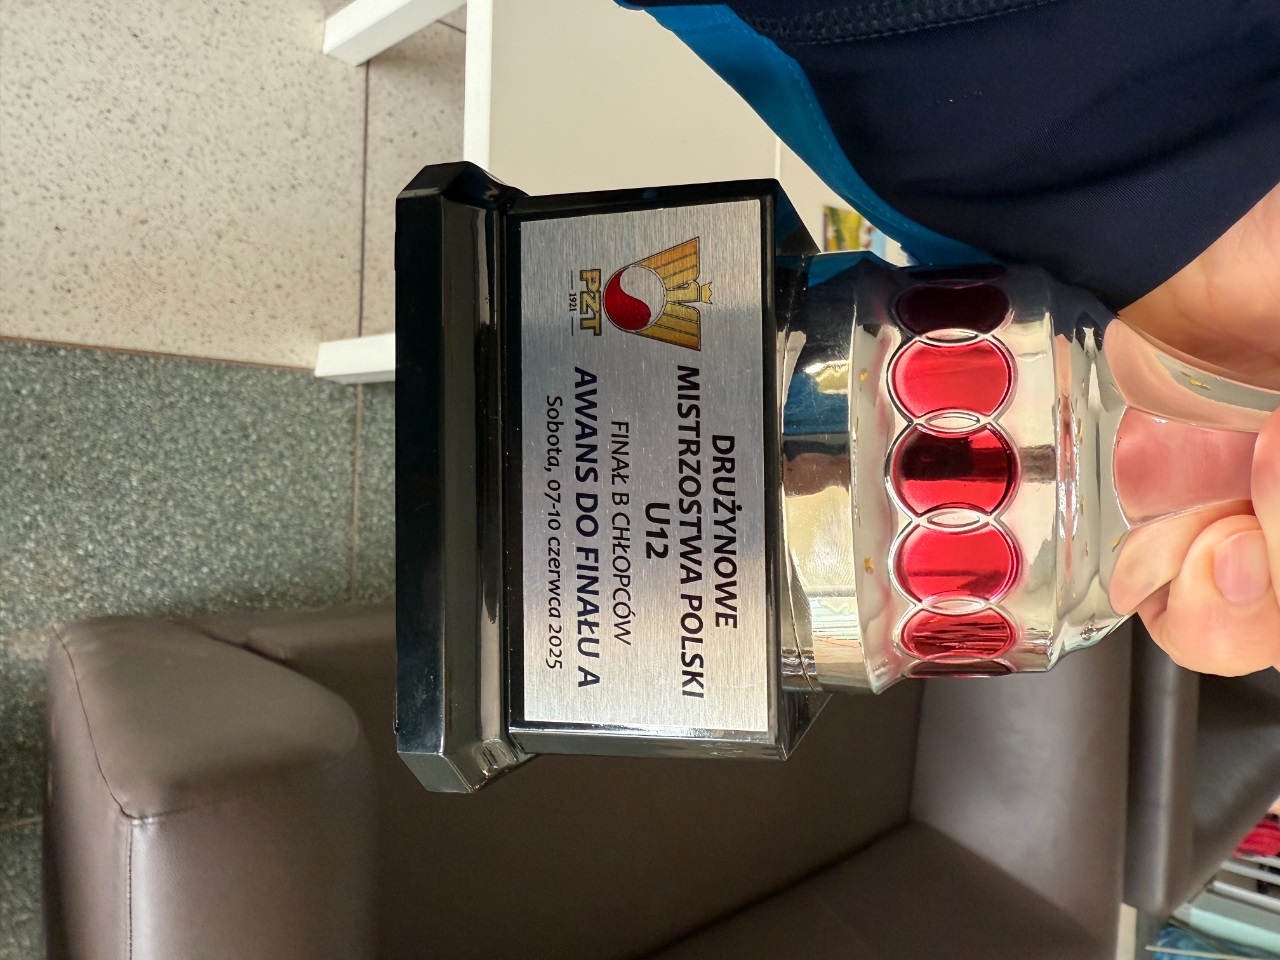 PZT
1921
DRUŻYNOWE
MISTRZOSTWA POLSKI
U12
FINAŁ B CHŁOPCÓW
AWANS DO FINAŁU A
Sobota, 07-10 czerwca 2025